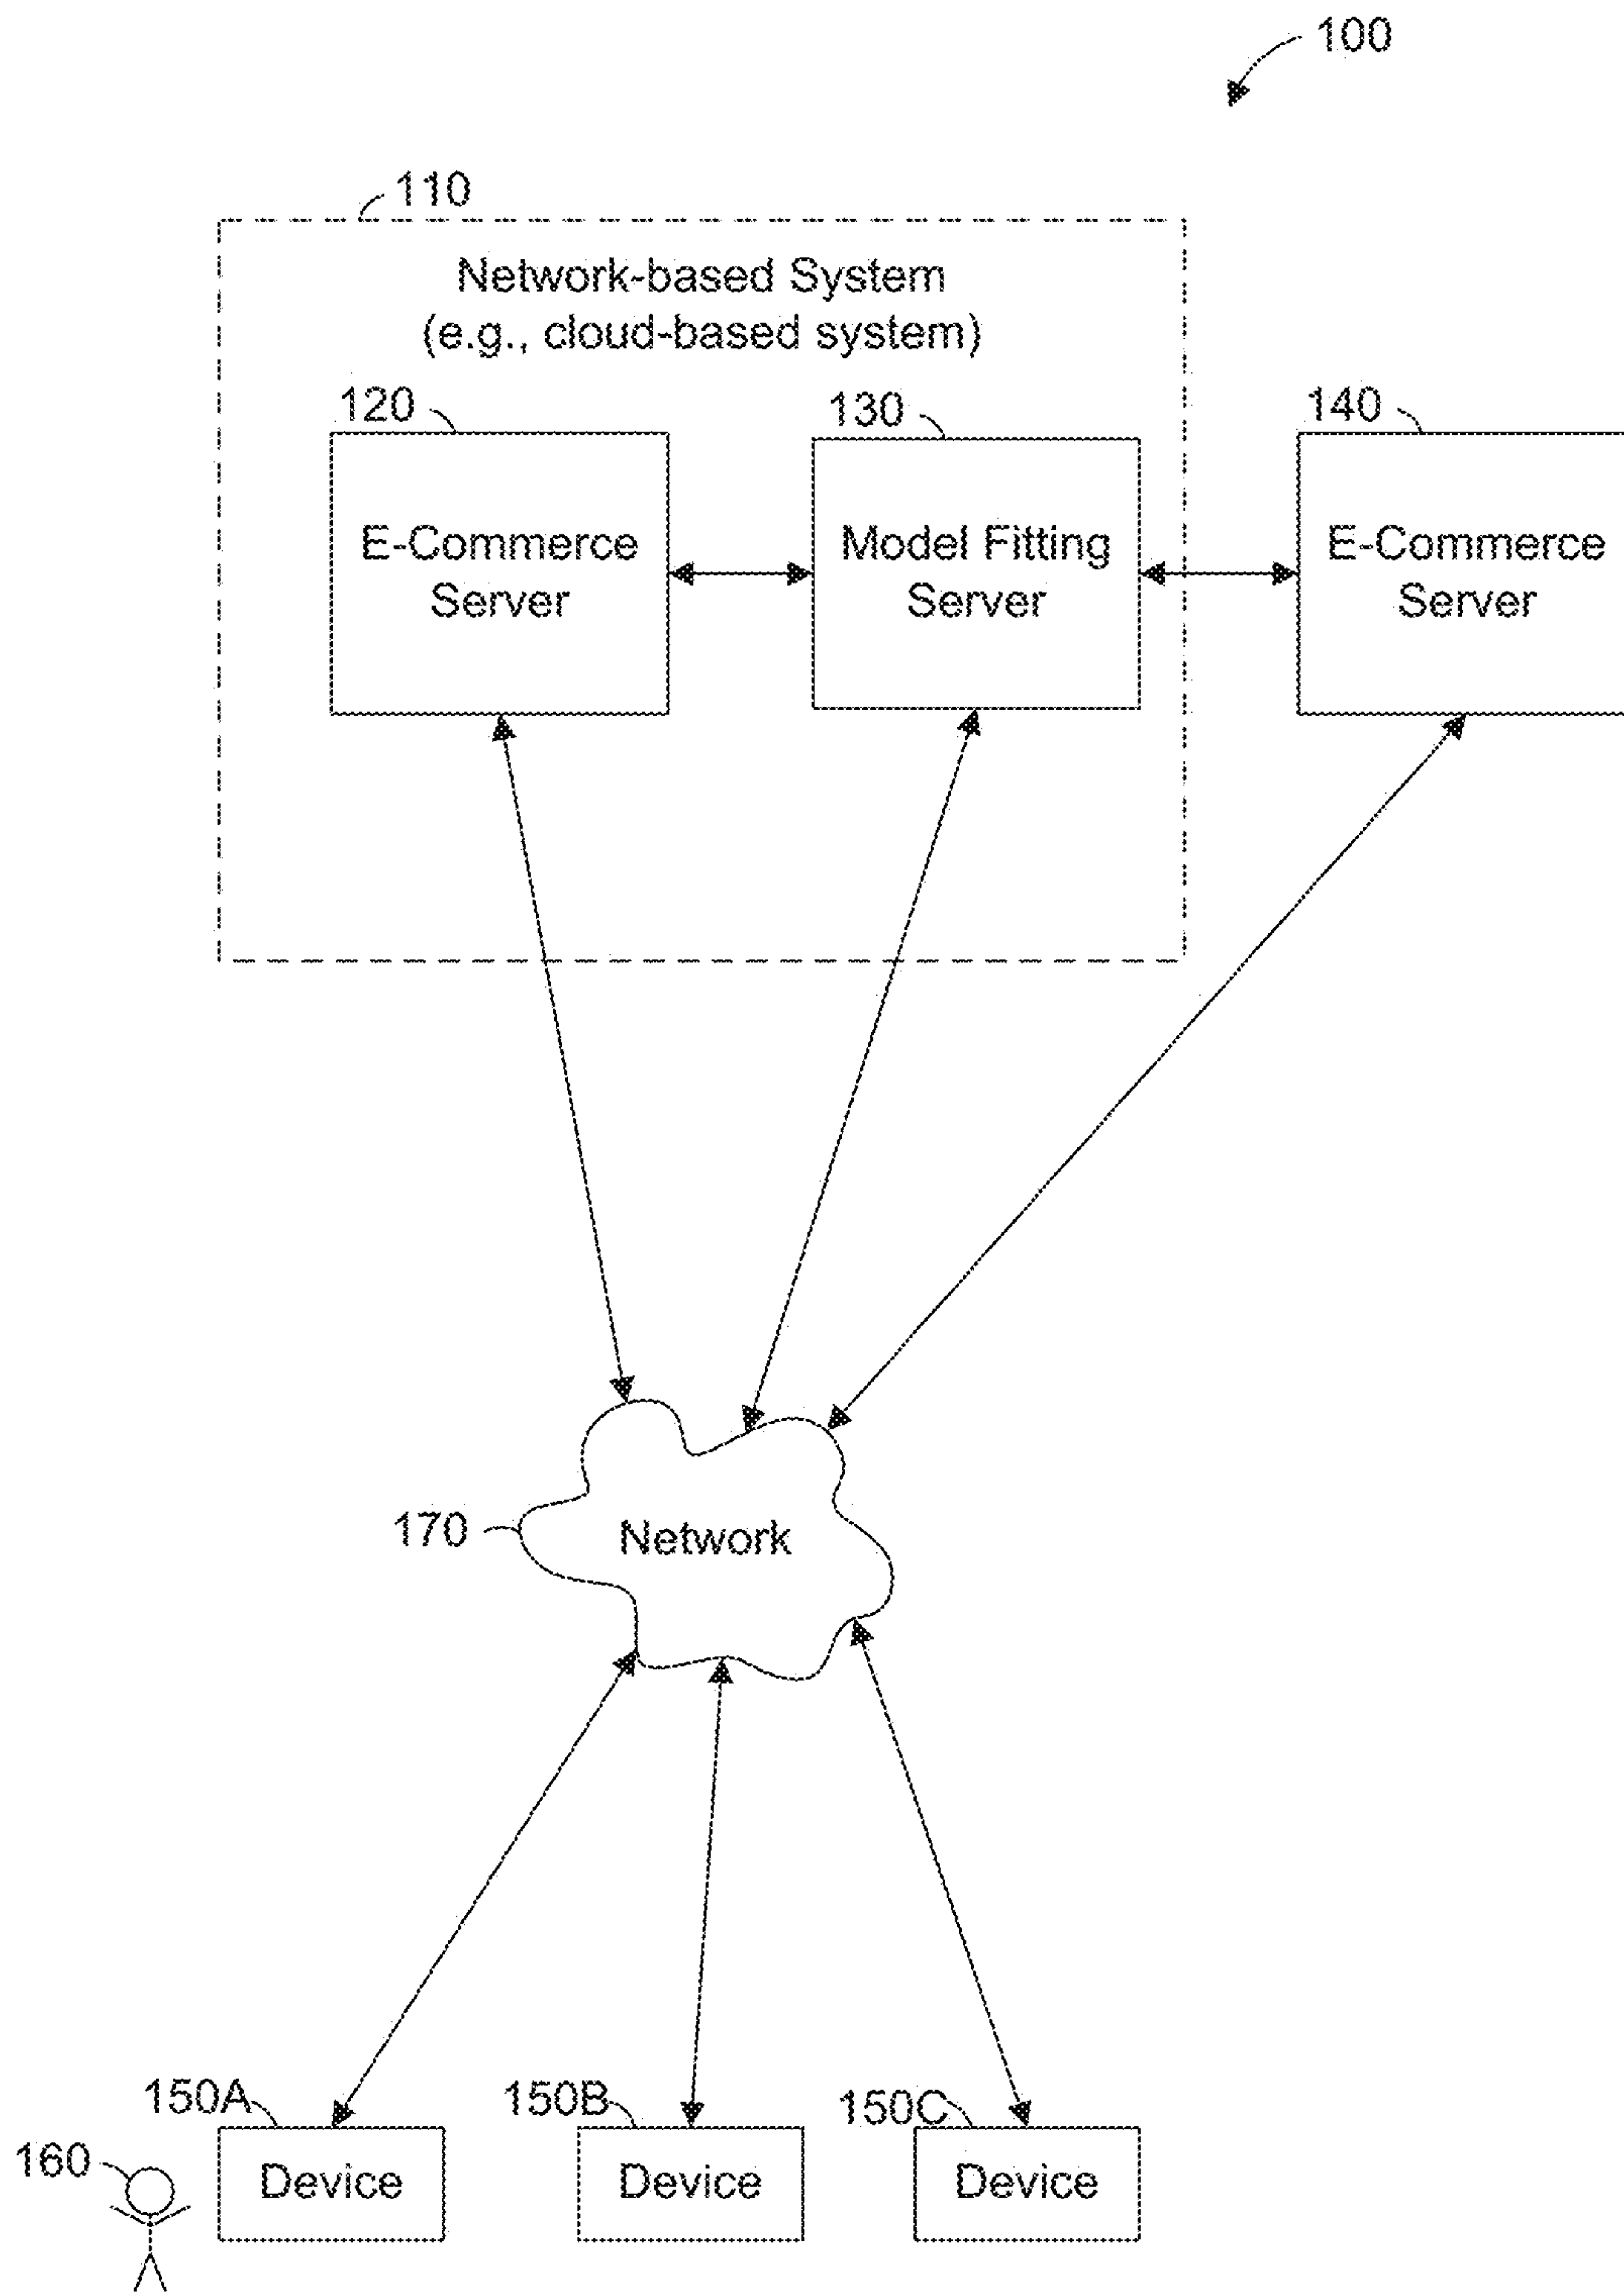 100
110
Network-based System
(e.g., cloud-based system)
120
130
140
E-Commerce
Server
Model Fitting
Server
E-Commerce
Server
170
Network
150A
150B
150C
160
Device
Device
Device